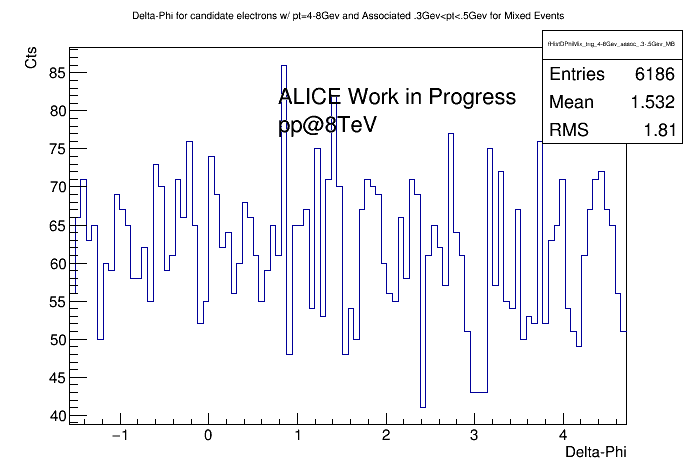 Delta-Phi for candidate electrons w/ pt=4-8Gev and Associated .3Gev<pt<.5Gev for Mixed Events
fHistDPhiMix_trig_4-8Gev_assoc_.3-.5Gev_MB
Entries 6186
Mean 1.532
RMS 1.81
Cts
ALICE Work in Progress
pp@8TeV
85
80
75
70
65
60
55
50
45
40
−1 0 1 2 3 4
Delta-Phi